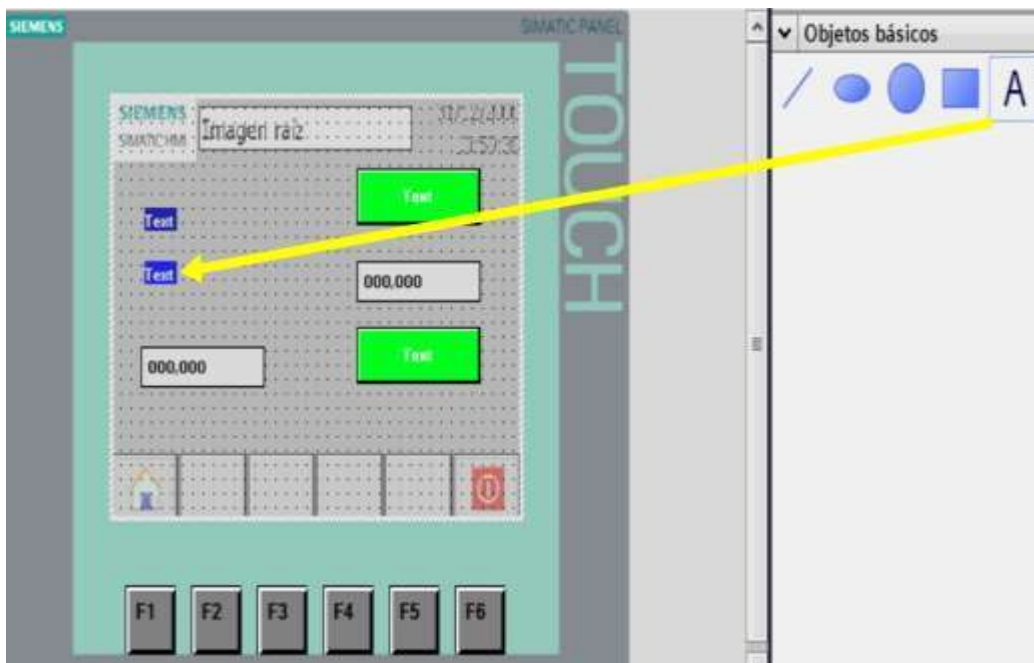 SIEMENS
SIMATIC PANEL
TOUCH
SIEMENS
SIMATIC HMI
Imagen raíz
Text
Text
Text
000,000
000,000
Text
F1
F2
F3
F4
F5
F6
Objetos básicos
A